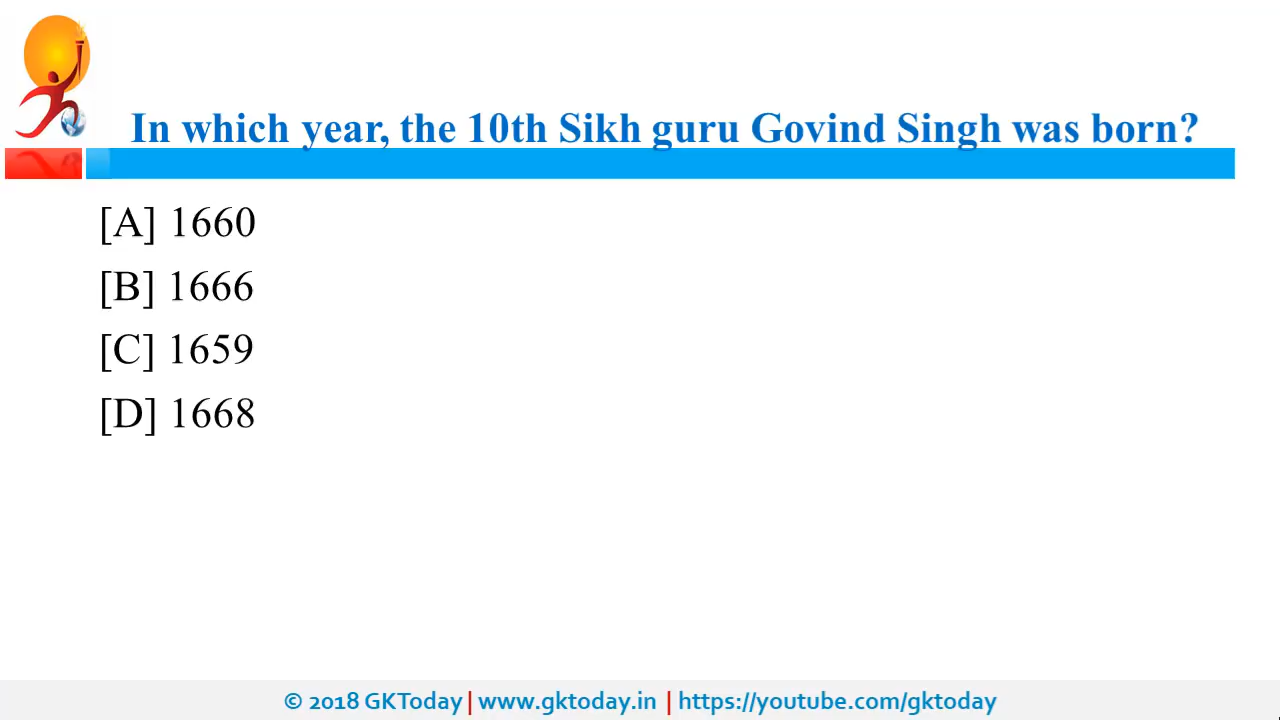 In which year, the 10th Sikh guru Govind Singh was born?
[A] 1660
[B] 1666
[C] 1659
[D] 1668
© 2018 GKToday | www.gktoday.in | https://youtube.com/gktoday